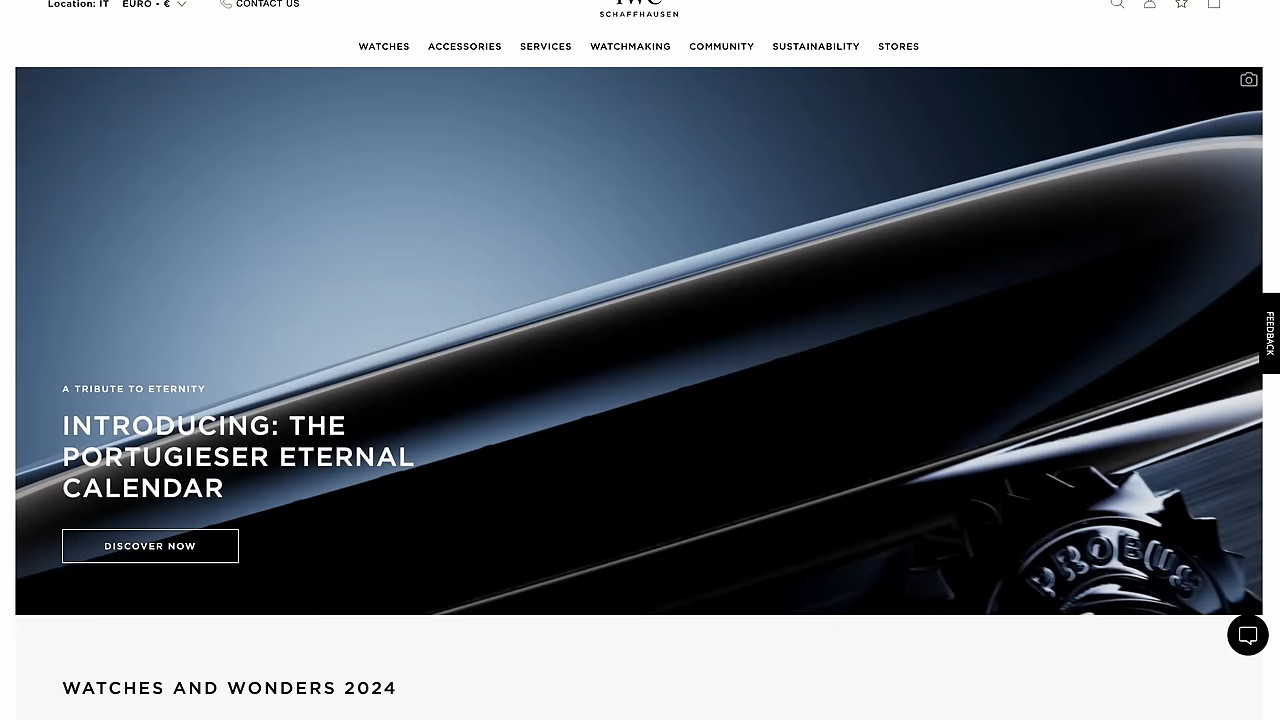 Location: IT EURO - € CONTACT US
IWC
SCHAFFHAUSEN
WATCHES ACCESSORIES SERVICES WATCHMAKING COMMUNITY SUSTAINABILITY STORES
FEEDBACK
A TRIBUTE TO ETERNITY
INTRODUCING: THE
PORTUGIESER ETERNAL
CALENDAR
DISCOVER NOW
PROBUS
WATCHES AND WONDERS 2024